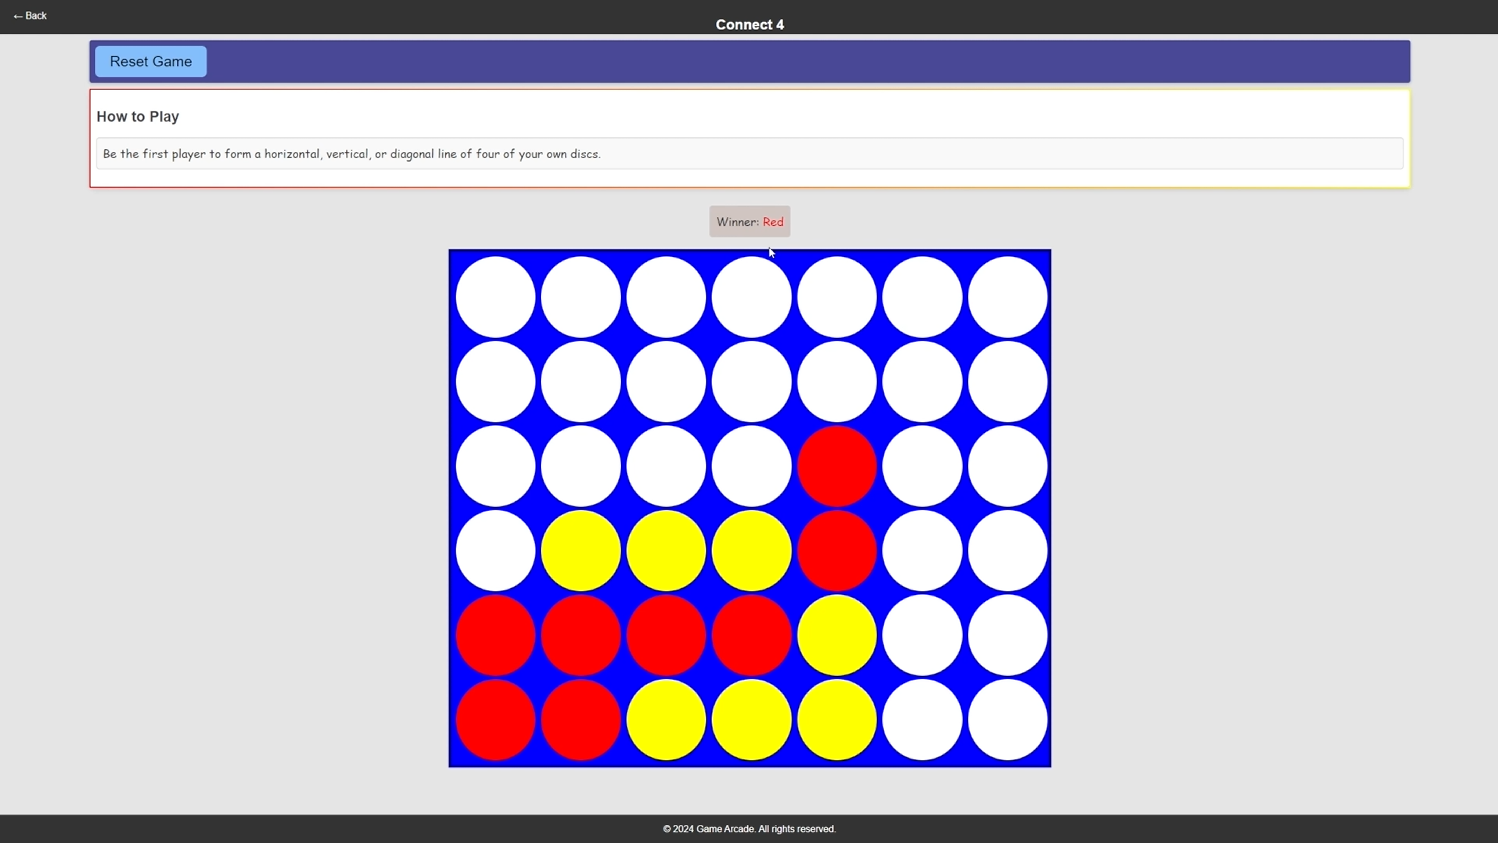 ← Back
Connect 4
Reset Game
How to Play
Be the first player to form a horizontal, vertical, or diagonal line of four of your own discs.
Winner: Red
© 2024 Game Arcade. All rights reserved.